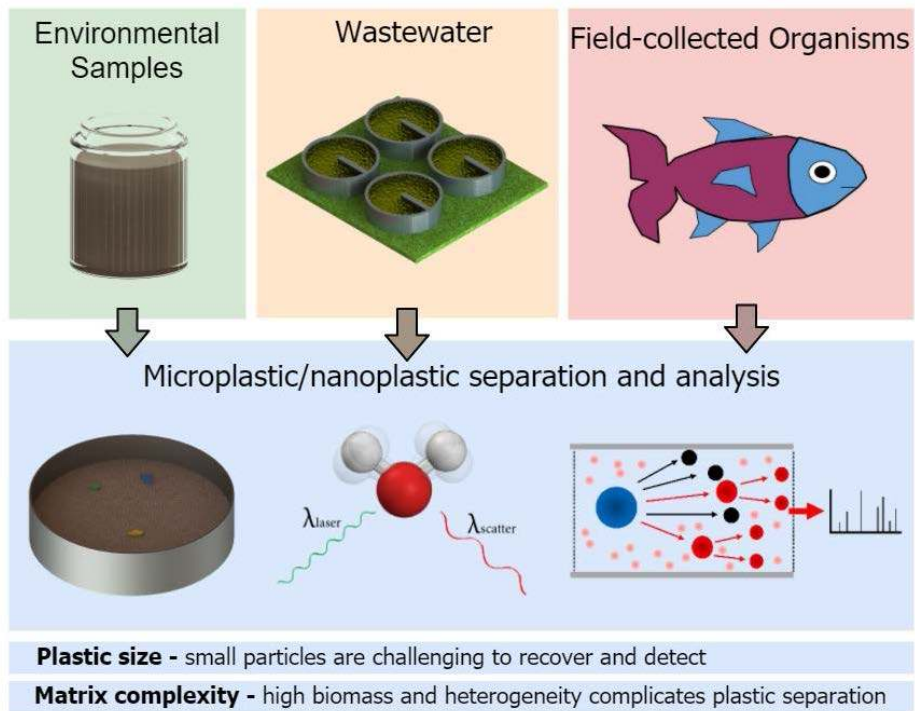 Environmental
Samples
Wastewater
Field-collected Organisms
Microplastic/nanoplastic separation and analysis
λlaser
λscatter
Plastic size - small particles are challenging to recover and detect
Matrix complexity - high biomass and heterogeneity complicates plastic separation